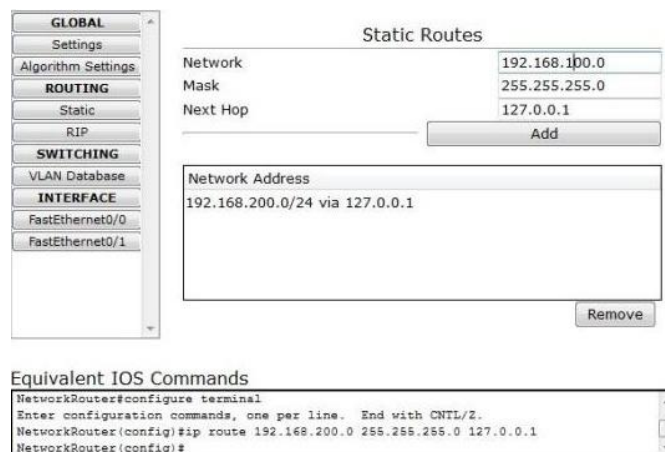 GLOBAL
Settings
Algorithm Settings
ROUTING
Static
RIP
SWITCHING
VLAN Database
INTERFACE
FastEthernet0/0
FastEthernet0/1
Static Routes
Network 192.168.100.0
Mask 255.255.255.0
Next Hop 127.0.0.1
Add
Network Address
192.168.200.0/24 via 127.0.0.1
Remove
Equivalent IOS Commands
NetworkRouter#configure terminal
Enter configuration commands, one per line. End with CNTL/Z.
NetworkRouter(config)#ip route 192.168.200.0 255.255.255.0 127.0.0.1
NetworkRouter(config)#